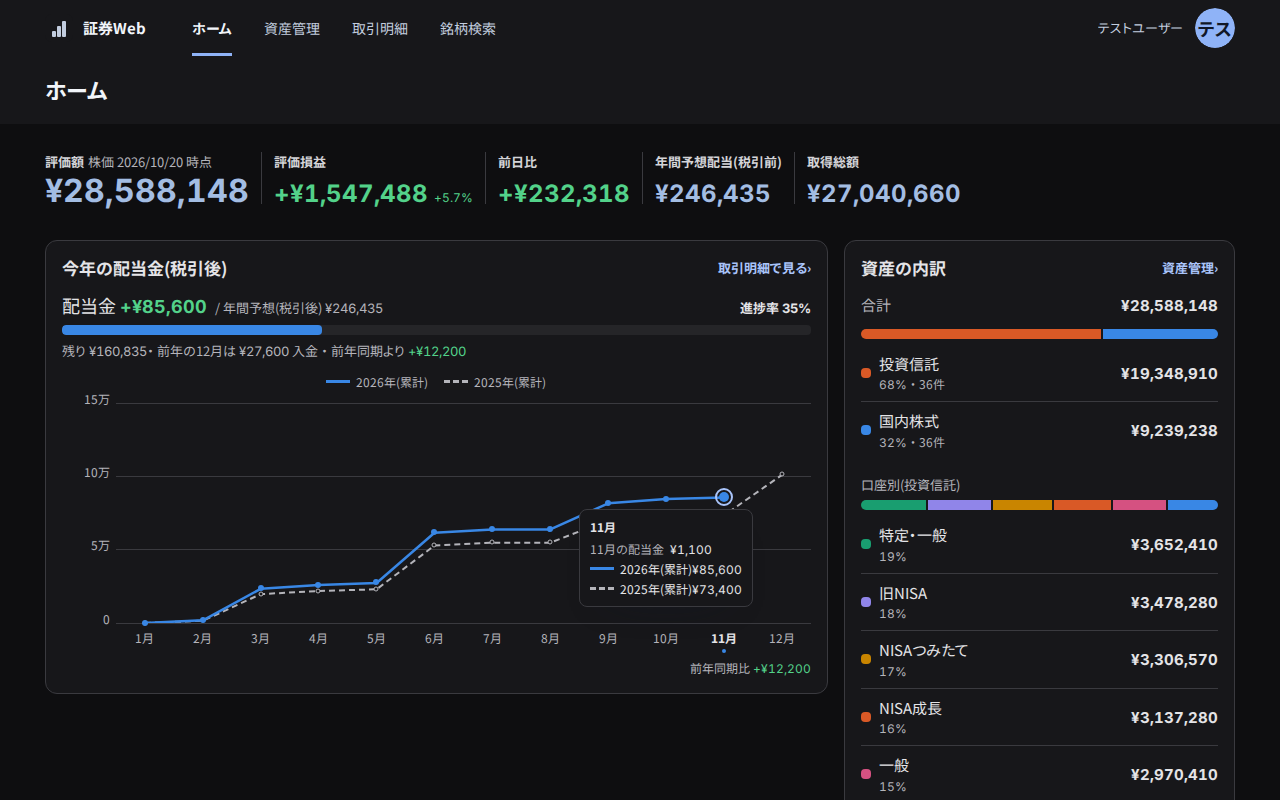 証券Web
ホーム
資産管理
取引明細
銘柄検索
テストユーザー
テス
ホーム
評価額 株価 2026/10/20 時点
¥28,588,148
評価損益
+¥1,547,488 +5.7%
前日比
+¥232,318
年間予想配当(税引前)
¥246,435
取得総額
¥27,040,660
今年の配当金(税引後)
取引明細で見る›
配当金 +¥85,600 / 年間予想(税引後) ¥246,435
進捗率 35%
残り ¥160,835・前年の12月は ¥27,600 入金・前年同期より +¥12,200
2026年(累計)
2025年(累計)
15万
10万
5万
0
11月
11月の配当金 ¥1,100
2026年(累計)¥85,600
2025年(累計)¥73,400
1月
2月
3月
4月
5月
6月
7月
8月
9月
10月
11月
12月
前年同期比 +¥12,200
資産の内訳
資産管理›
合計
¥28,588,148
投資信託
68%・36件
¥19,348,910
国内株式
32%・36件
¥9,239,238
口座別(投資信託)
特定・一般
19%
¥3,652,410
旧NISA
18%
¥3,478,280
NISAつみたて
17%
¥3,306,570
NISA成長
16%
¥3,137,280
一般
15%
¥2,970,410